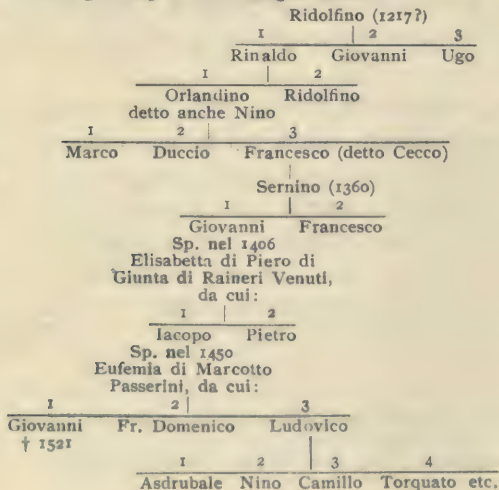 Ridolfino (1217?)
1 2 3
Rinaldo Giovanni Ugo
1 2
Orlandino Ridolfino
detto anche Nino
1 2 3
Marco Duccio Francesco (detto Cecco)
Sernino (1360)
1 2
Giovanni Francesco
Sp. nel 1406
Elisabetta di Piero di
Giunta di Raineri Venuti,
da cui:
1 2
Iacopo Pietro
Sp. nel 1450
Eufemia di Marcotto
Passerini, da cui:
1 2 3
Giovanni Fr. Domenico Ludovico
† 1521
1 2 3 4
Asdrubale Nino Camillo Torquato etc.